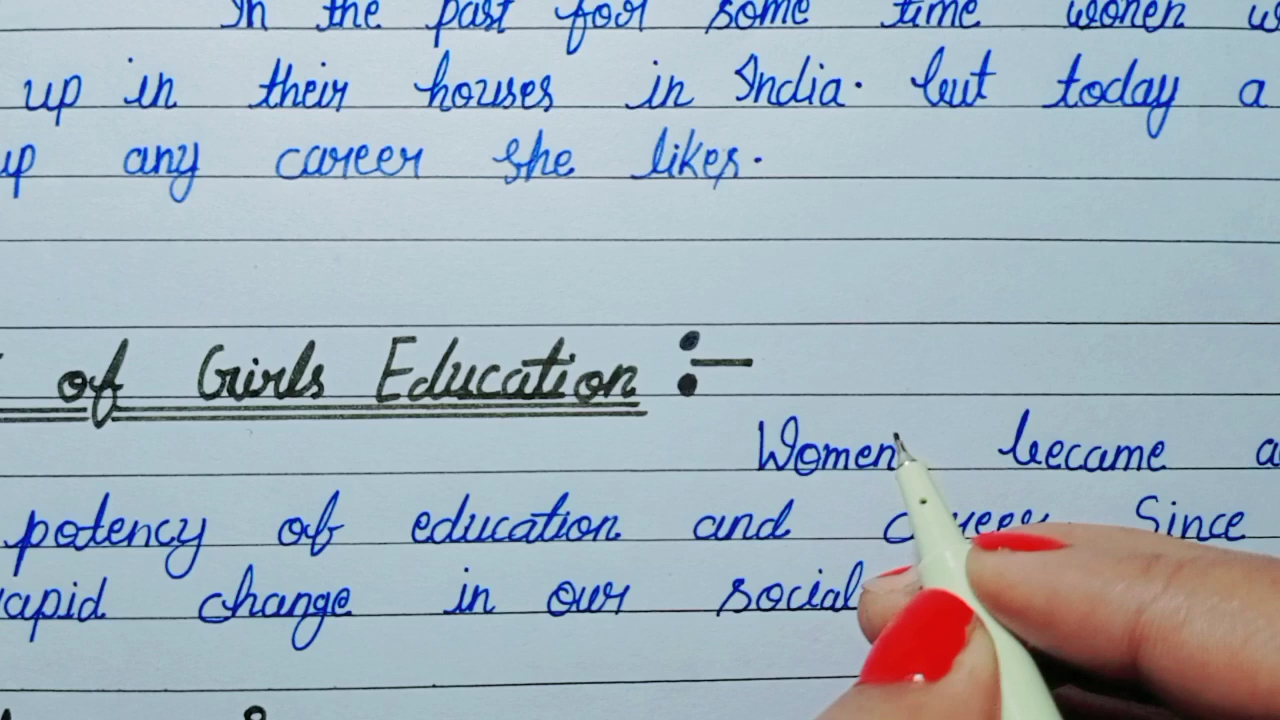 In the past for some time women
up in their houses in India. but today a
up any career she likes.
of Girls Education :-
Women became a
potency of education and Since
rapid change in our social